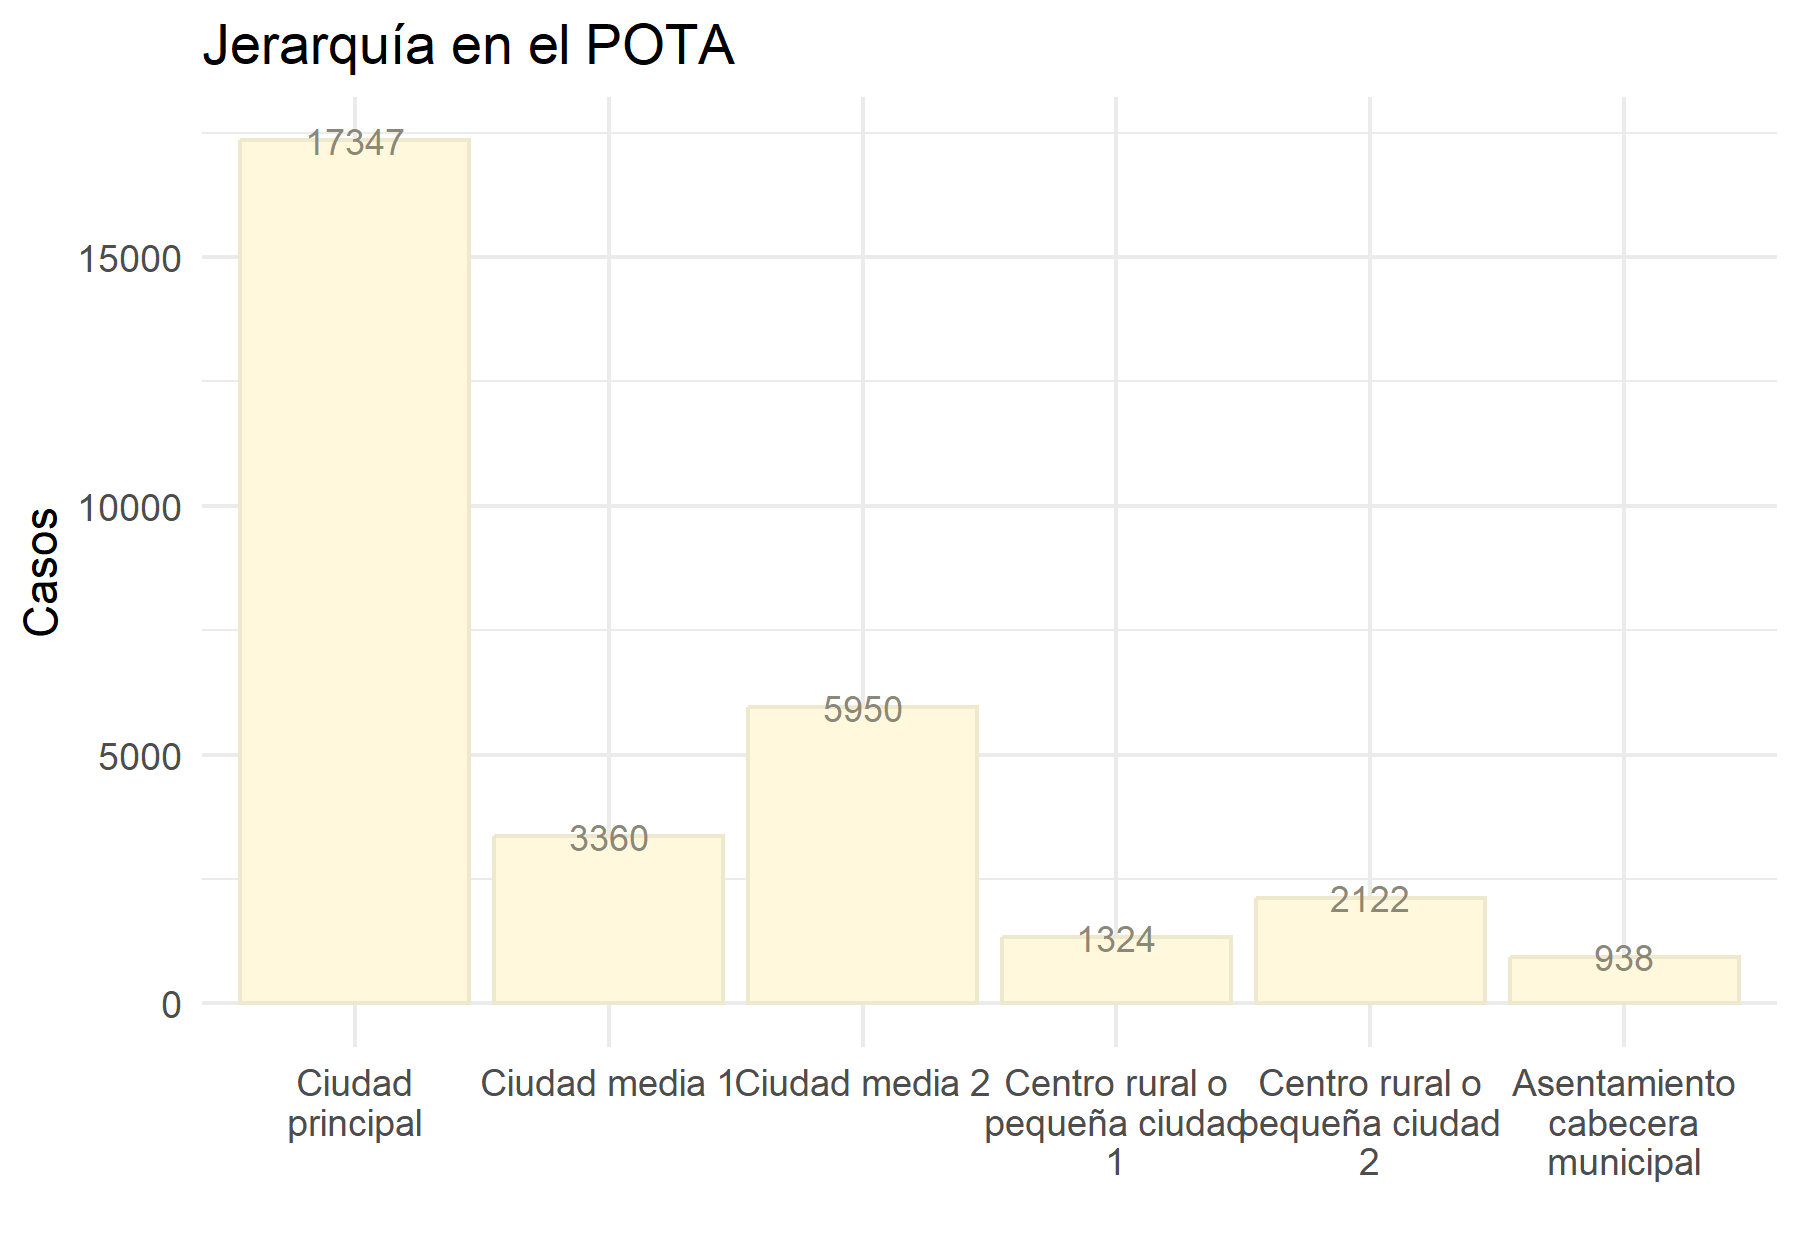 Jerarquía en el POTA
Casos
15000
10000
5000
0
17347
3360
5950
1324
2122
938
Ciudad
principal
Ciudad media 1
Ciudad media 2
Centro rural o
pequeña ciudad
1
Centro rural o
pequeña ciudad
2
Asentamiento
cabecera
municipal